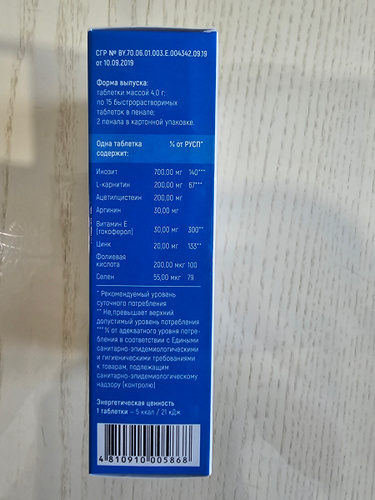 СГР № BY.70.06.01.003.E.004342.09.19
от 10.09.2019
Форма выпуска:
таблетки массой 4,0 г;
по 15 быстрорастворимых
таблеток в пенале;
2 пенала в картонной упаковке.
Одна таблетка % от РУСП*
содержит:
Инозит 700,00 мг 140***
L-карнитин 200,00 мг 67***
Ацетилцистеин 200,00 мг
Аргинин 30,00 мг
Витамин Е
(токоферол) 30,00 мг 300**
Цинк 20,00 мг 133**
Фолиевая
кислота 200,00 мкг 100
Селен 55,00 мкг 79
* Рекомендуемый уровень
суточного потребления
** Не превышает верхний
допустимый уровень потребления
*** % от адекватного уровня потре-
бления в соответствии с Едиными
санитарно-эпидемиологическими
и гигиеническими требованиями
к товарам, подлежащим
санитарно-эпидемиологическому
надзору (контролю)
Энергетическая ценность
1 таблетки – 5 ккал / 21 кДж
4 810910 005868